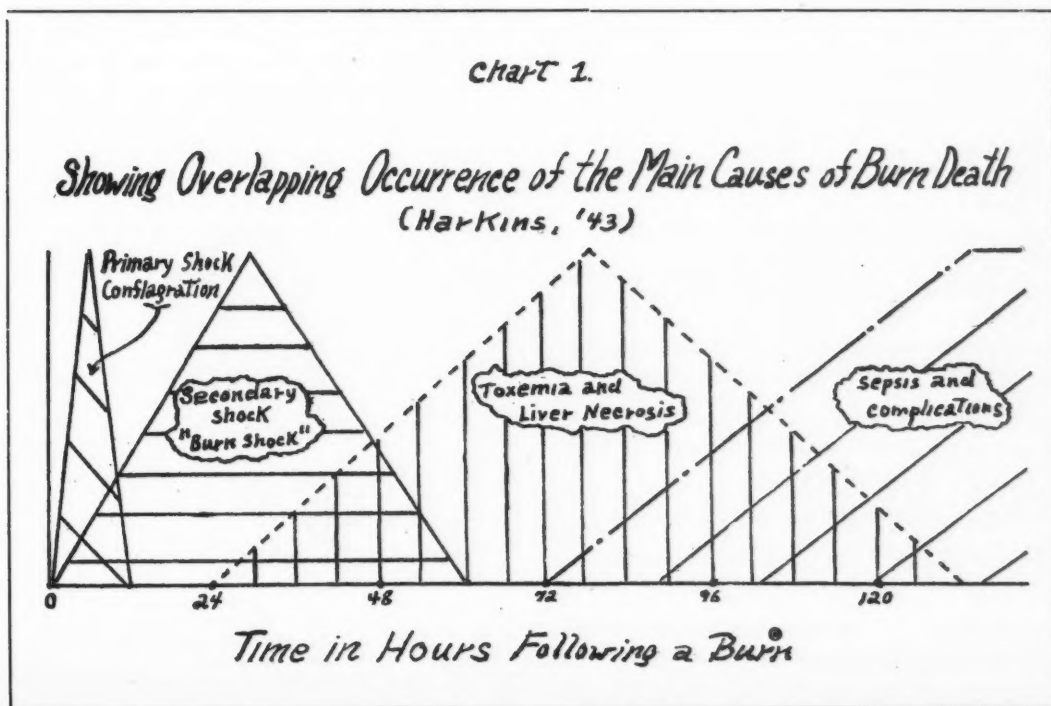 Chart 1.
Showing Overlapping Occurrence of the Main Causes of Burn Death
(Harkins, '43)
Primary Shock
Conflagration
Secondary
Shock
"Burn Shock"
Toxemia and
Liver Necrosis
Sepsis and
complications
0 24 48 72 96 120
Time in Hours Following a Burn